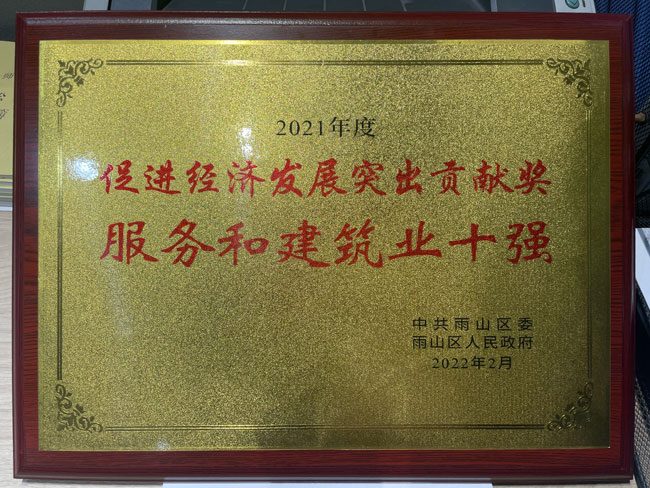 2021年度
促进经济发展突出贡献奖
服务和建筑业十强
中共雨山区委
雨山区人民政府
2022年2月